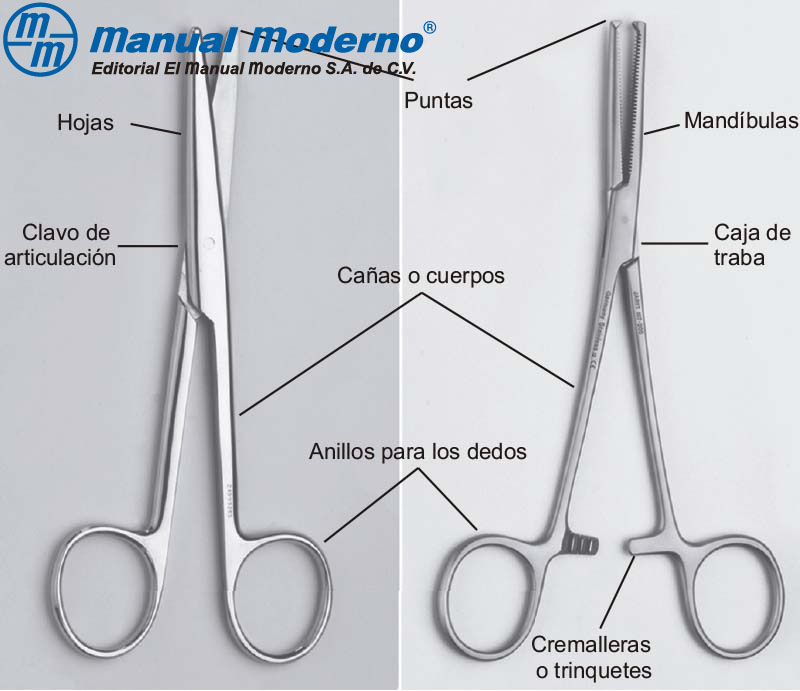 mm
Manual Moderno®
Editorial El Manual Moderno S.A. de C.V.
Puntas
Hojas
Mandíbulas
Clavo de
articulación
Caja de
traba
Cañas o cuerpos
Anillos para los dedos
Cremalleras
o trinquetes